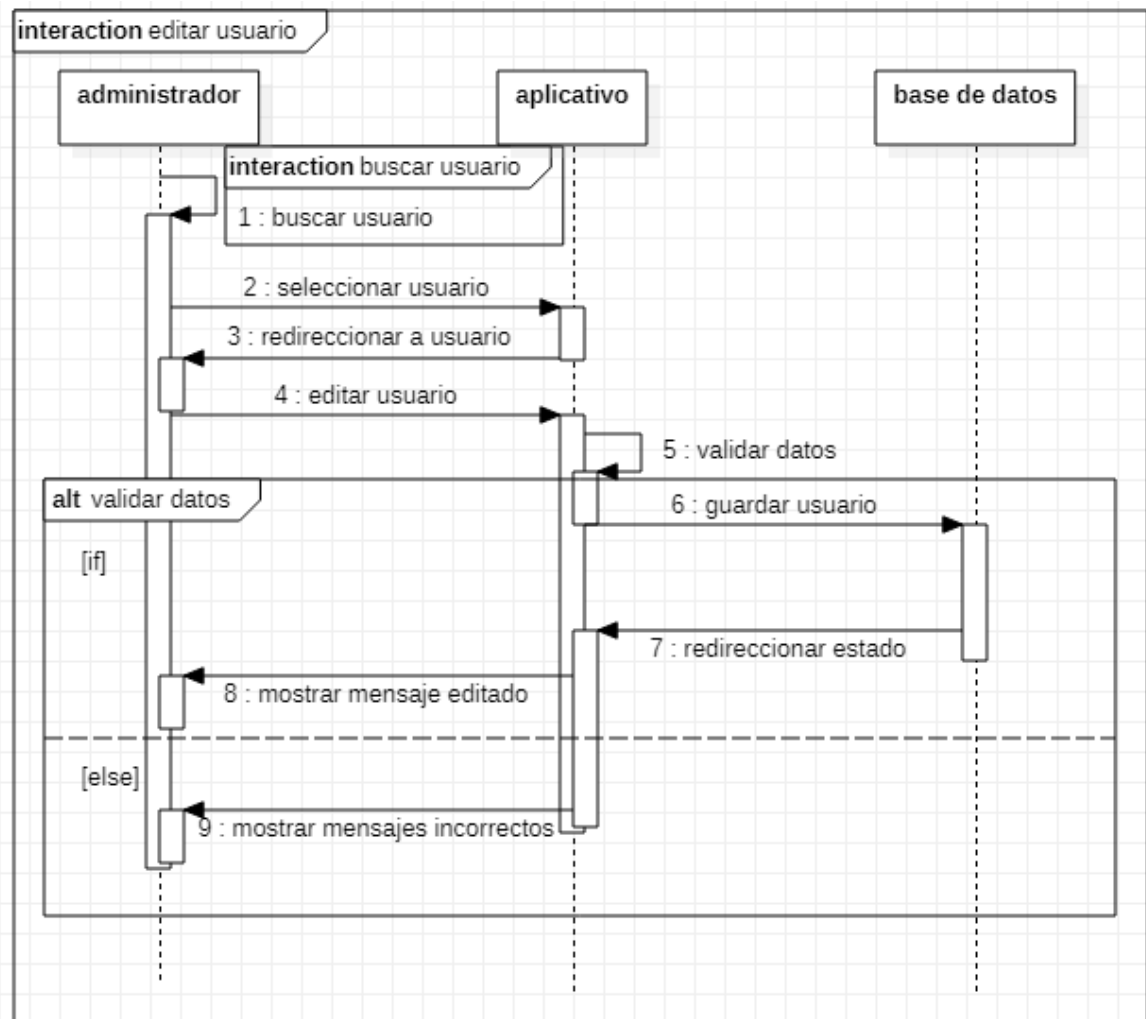 interaction editar usuario
administrador
aplicativo
base de datos
interaction buscar usuario
1 : buscar usuario
2 : seleccionar usuario
3 : redireccionar a usuario
4 : editar usuario
5 : validar datos
alt validar datos
6 : guardar usuario
[if]
7 : redireccionar estado
8 : mostrar mensaje editado
[else]
9 : mostrar mensajes incorrectos